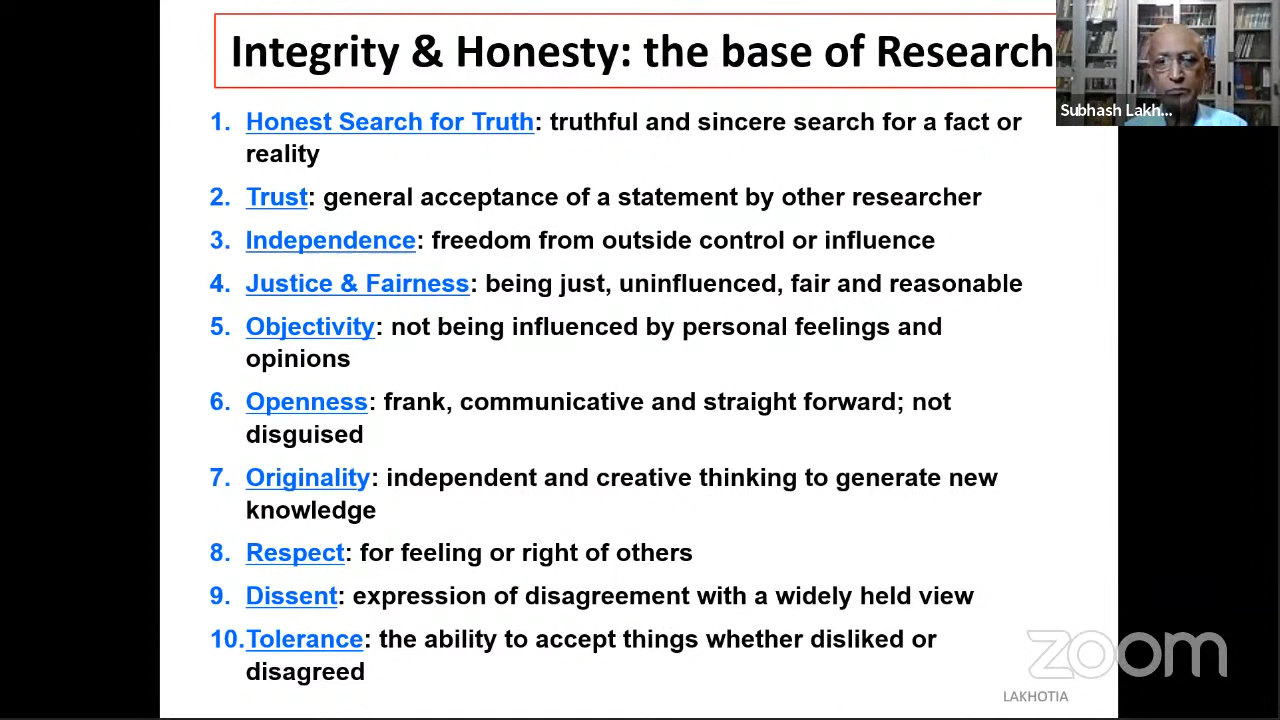 Integrity & Honesty: the base of Research
Subhash Lakh...
1. Honest Search for Truth: truthful and sincere search for a fact or
reality
2. Trust: general acceptance of a statement by other researcher
3. Independence: freedom from outside control or influence
4. Justice & Fairness: being just, uninfluenced, fair and reasonable
5. Objectivity: not being influenced by personal feelings and
opinions
6. Openness: frank, communicative and straight forward; not
disguised
7. Originality: independent and creative thinking to generate new
knowledge
8. Respect: for feeling or right of others
9. Dissent: expression of disagreement with a widely held view
10.Tolerance: the ability to accept things whether disliked or
disagreed
zoom
LAKHOTIA